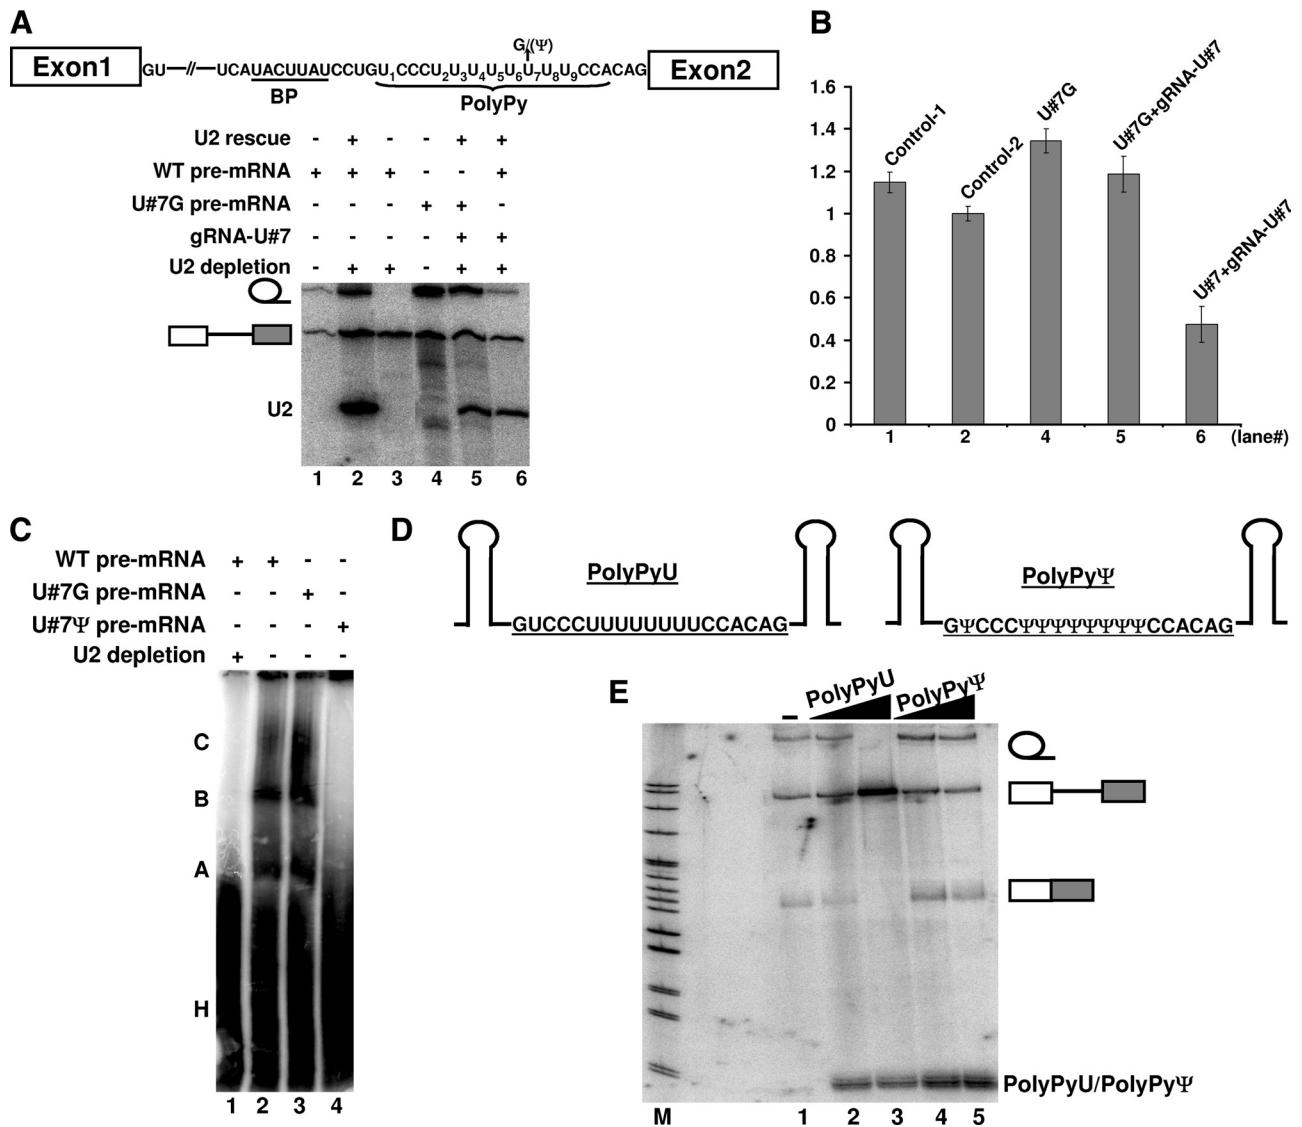 A
G/(Ψ)
Exon1 GU—//—UCAUACUUAUCCUGU1CCCU2U3U4U5U6U7U8U9CCACAG Exon2
BP
PolyPy
U2 rescue - + - - + +
WT pre-mRNA + + + - - +
U#7G pre-mRNA - - - + + -
gRNA-U#7 - - - - + +
U2 depletion - + + - + +
U2
1 2 3 4 5 6
B
1.6
1.4
1.2
1
0.8
0.6
0.4
0.2
0
Control-1
Control-2
U#7G
U#7G+gRNA-U#7
U#7+gRNA-U#7
1 2 4 5 6 (lane#)
C
WT pre-mRNA + + - -
U#7G pre-mRNA - - + -
U#7Ψ pre-mRNA - - - +
U2 depletion + - - -
C
B
A
H
1 2 3 4
D
PolyPyU
GUCCCUUUUUUUUCCACAG
PolyPyΨ
GΨCCCΨΨΨΨΨΨΨΨCCACAG
E
– PolyPyU PolyPyΨ
PolyPyU/PolyPyΨ
M 1 2 3 4 5